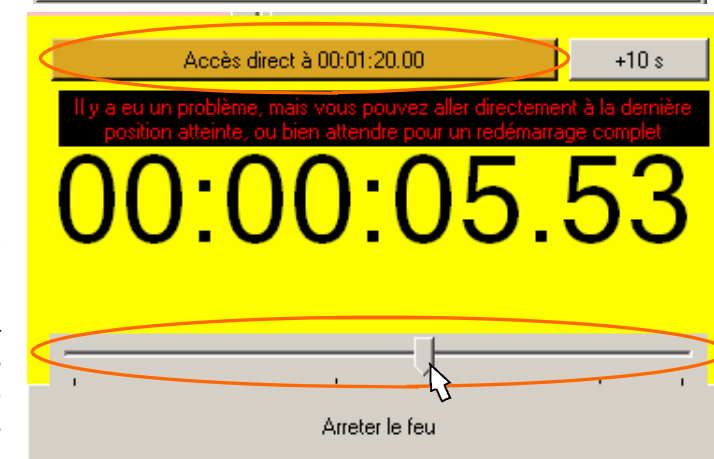 Accès direct à 00:01:20.00
+10 s
Il y a eu un problème, mais vous pouvez aller directement à la dernière
position atteinte, ou bien attendre pour un redémarrage complet
00:00:05.53
Arreter le feu